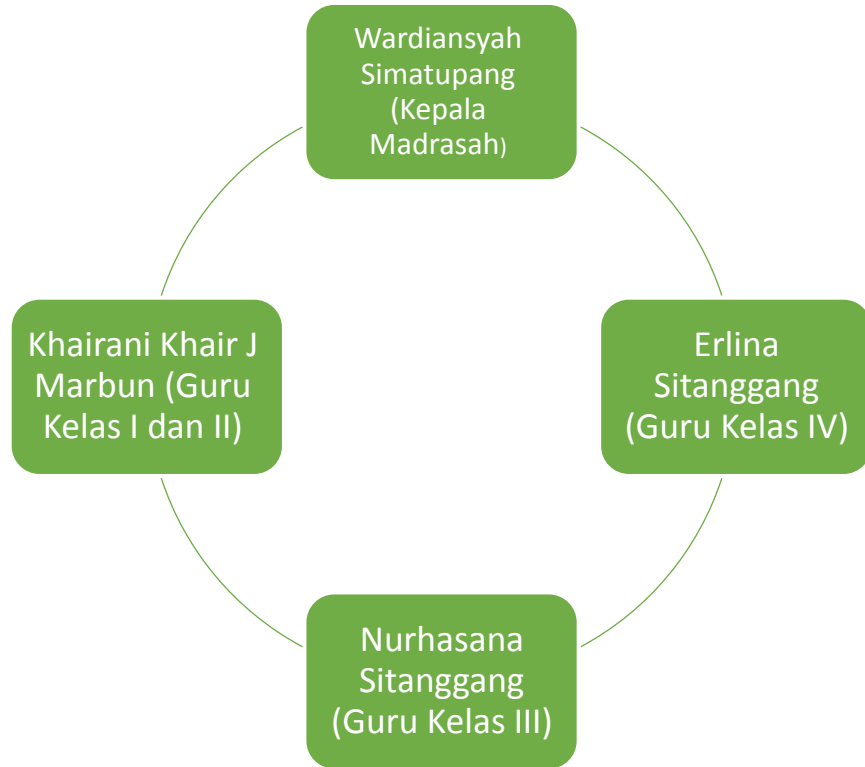 Wardiansyah
Simatupang
(Kepala
Madrasah)
Khairani Khair J
Marbun (Guru
Kelas I dan II)
Erlina
Sitanggang
(Guru Kelas IV)
Nurhasana
Sitanggang
(Guru Kelas III)